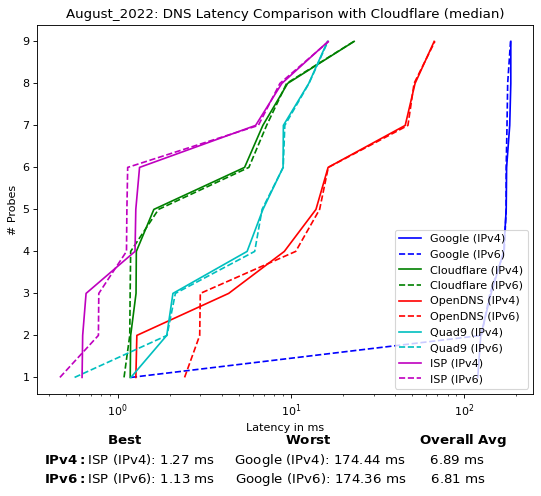 August_2022: DNS Latency Comparison with Cloudflare (median)
9
8
7
6
5
4
3
2
1
# Probes
Google (IPv4)
Google (IPv6)
Cloudflare (IPv4)
Cloudflare (IPv6)
OpenDNS (IPv4)
OpenDNS (IPv6)
Quad9 (IPv4)
Quad9 (IPv6)
ISP (IPv4)
ISP (IPv6)
10⁰ 10¹ 10²
Latency in ms
Best Worst Overall Avg
IPv4: ISP (IPv4): 1.27 ms Google (IPv4): 174.44 ms 6.89 ms
IPv6: ISP (IPv6): 1.13 ms Google (IPv6): 174.36 ms 6.81 ms